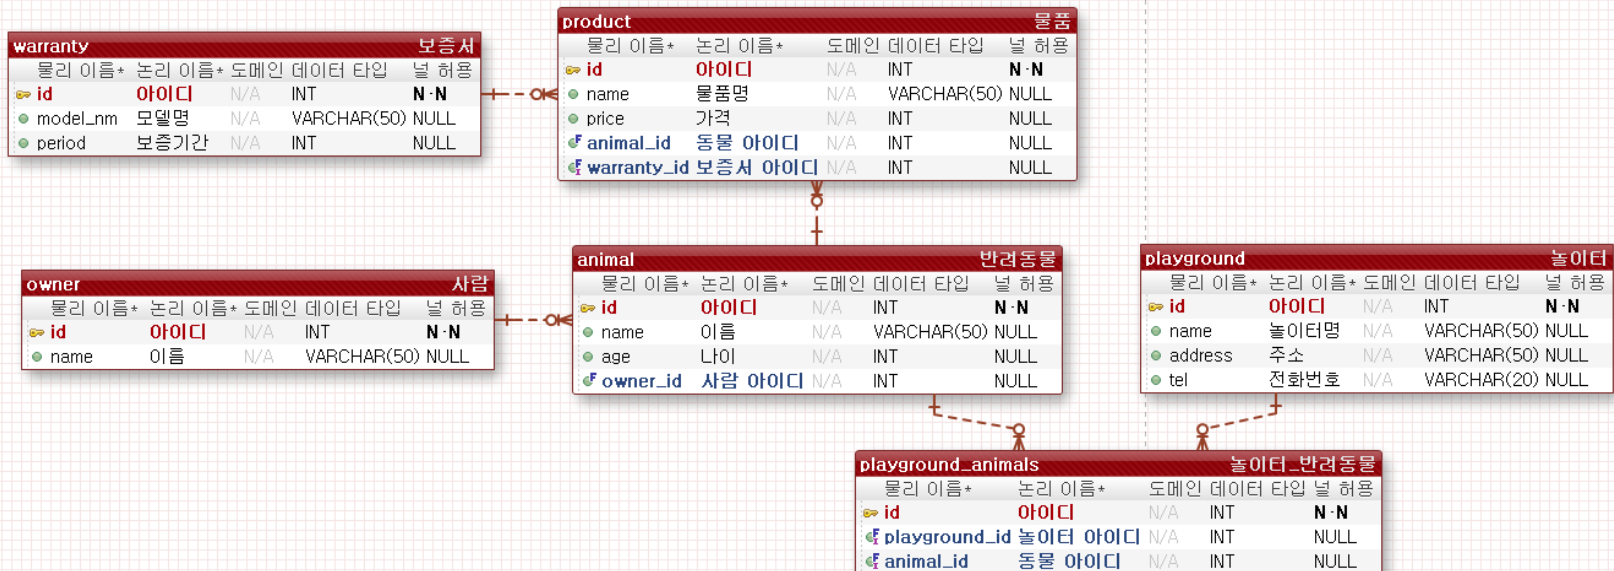 product 물품
물리 이름* 논리 이름* 도메인 데이터 타입 널 허용
id 아이디 N/A INT N·N
name 물품명 N/A VARCHAR(50) NULL
price 가격 N/A INT NULL
animal_id 동물 아이디 N/A INT NULL
warranty_id 보증서 아이디 N/A INT NULL
warranty 보증서
물리 이름* 논리 이름* 도메인 데이터 타입 널 허용
id 아이디 N/A INT N·N
model_nm 모델명 N/A VARCHAR(50) NULL
period 보증기간 N/A INT NULL
owner 사람
물리 이름* 논리 이름* 도메인 데이터 타입 널 허용
id 아이디 N/A INT N·N
name 이름 N/A VARCHAR(50) NULL
animal 반려동물
물리 이름* 논리 이름* 도메인 데이터 타입 널 허용
id 아이디 N/A INT N·N
name 이름 N/A VARCHAR(50) NULL
age 나이 N/A INT NULL
owner_id 사람 아이디 N/A INT NULL
playground 놀이터
물리 이름* 논리 이름* 도메인 데이터 타입 널 허용
id 아이디 N/A INT N·N
name 놀이터명 N/A VARCHAR(50) NULL
address 주소 N/A VARCHAR(50) NULL
tel 전화번호 N/A VARCHAR(20) NULL
playground_animals 놀이터_반려동물
물리 이름* 논리 이름* 도메인 데이터 타입 널 허용
id 아이디 N/A INT N·N
playground_id 놀이터 아이디 N/A INT NULL
animal_id 동물 아이디 N/A INT NULL